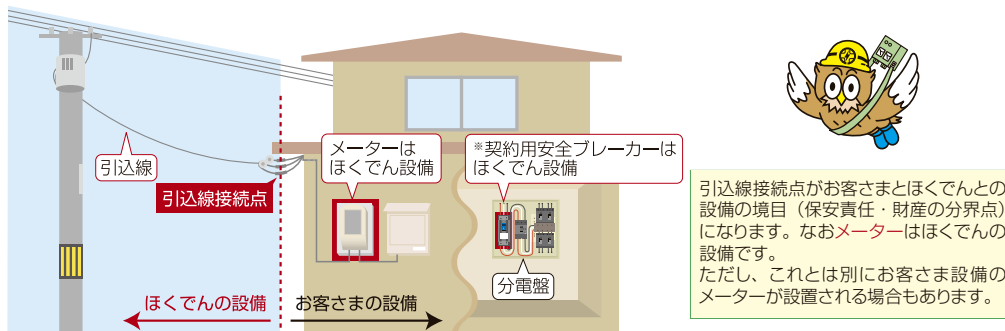 引込線
引込線接続点
メーターは
ほくでん設備
※契約用安全ブレーカーは
ほくでん設備
分電盤
ほくでんの設備
お客さまの設備
引込線接続点がお客さまとほくでんとの
設備の境目（保安責任・財産の分界点）
になります。なおメーターはほくでんの
設備です。
ただし、これとは別にお客さま設備の
メーターが設置される場合もあります。